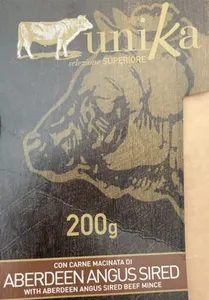 unika
selezione SUPERIORE
200g
CON CARNE MACINATA DI
ABERDEEN ANGUS SIRED
WITH ABERDEEN ANGUS SIRED BEEF MINCE